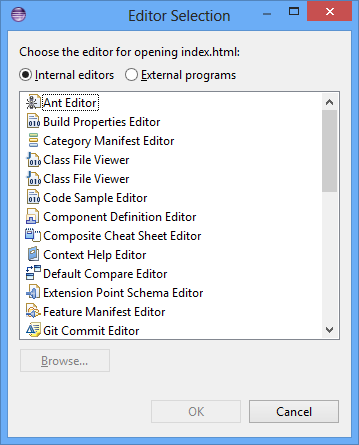 Editor Selection
Choose the editor for opening index.html:
Internal editors External programs
Ant Editor
Build Properties Editor
Category Manifest Editor
Class File Viewer
Class File Viewer
Code Sample Editor
Component Definition Editor
Composite Cheat Sheet Editor
Context Help Editor
Default Compare Editor
Extension Point Schema Editor
Feature Manifest Editor
Git Commit Editor
Browse...
OK Cancel